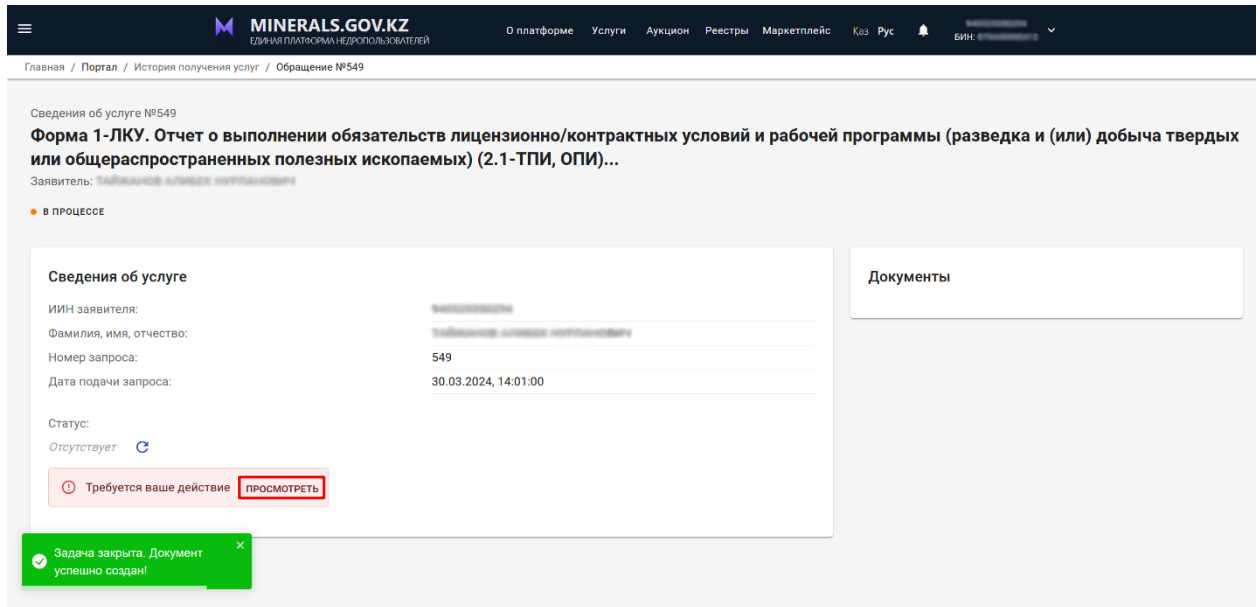 MINERALS.GOV.KZ
ЕДИНАЯ ПЛАТФОРМА НЕДРОПОЛЬЗОВАТЕЛЕЙ
О платформе Услуги Аукцион Реестры Маркетплейс Қаз Рус
БИН:
Главная / Портал / История получения услуг / Обращение №549
Сведения об услуге №549
Форма 1-ЛКУ. Отчет о выполнении обязательств лицензионно/контрактных условий и рабочей программы (разведка и (или) добыча твердых
или общераспространенных полезных ископаемых) (2.1-ТПИ, ОПИ)...
Заявитель:
В ПРОЦЕССЕ
Сведения об услуге
ИИН заявителя:
Фамилия, имя, отчество:
Номер запроса: 549
Дата подачи запроса: 30.03.2024, 14:01:00
Статус:
Отсутствует
Требуется ваше действие ПРОСМОТРЕТЬ
Документы
Задача закрыта. Документ
успешно создан!